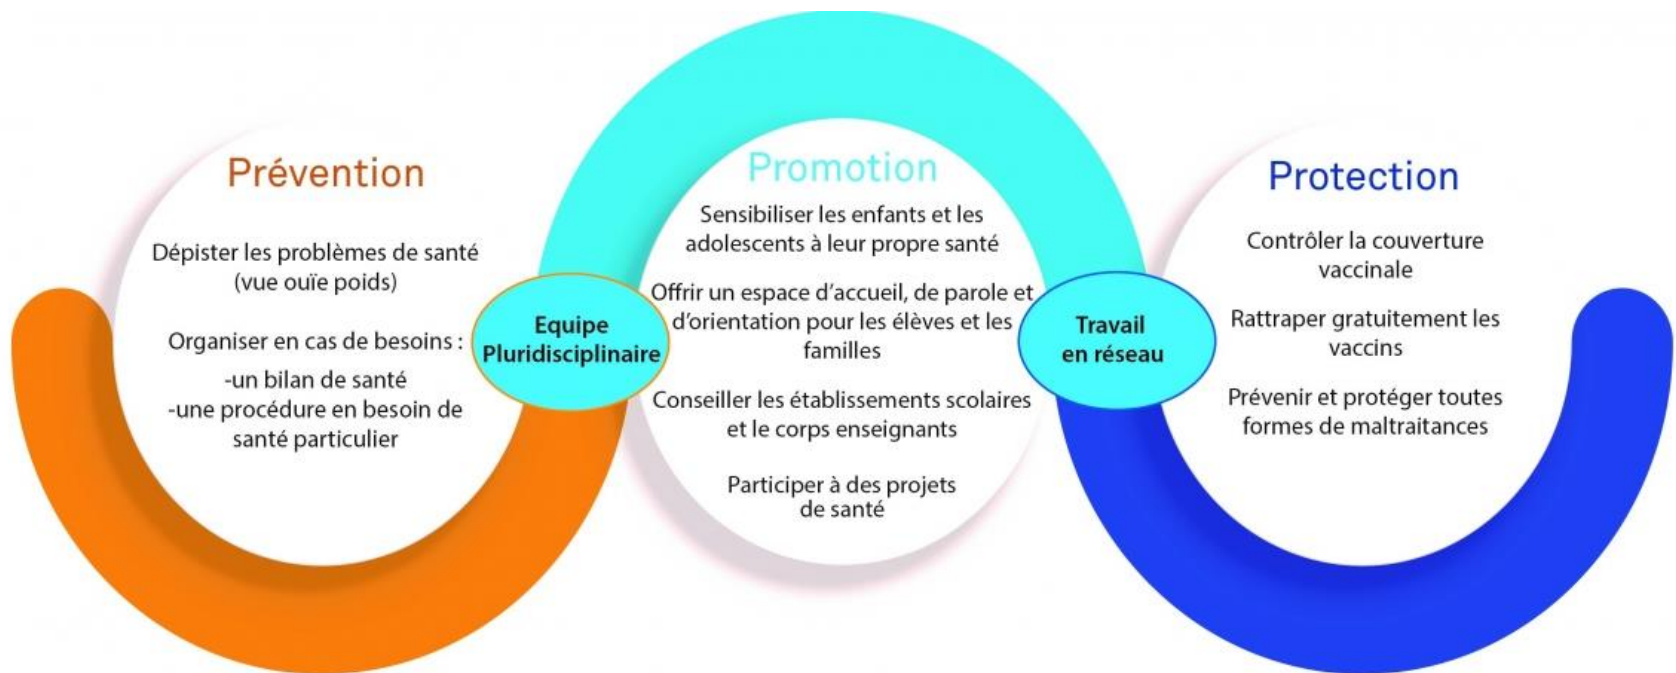 Prévention
Dépister les problèmes de santé
(vue ouïe poids)
Organiser en cas de besoins :
-un bilan de santé
-une procédure en besoin de
santé particulier
Equipe
Pluridisciplinaire
Promotion
Sensibiliser les enfants et les
adolescents à leur propre santé
Offrir un espace d’accueil, de parole et
d’orientation pour les élèves et les
familles
Conseiller les établissements scolaires
et le corps enseignants
Participer à des projets
de santé
Travail
en réseau
Protection
Contrôler la couverture
vaccinale
Rattraper gratuitement les
vaccins
Prévenir et protéger toutes
formes de maltraitances